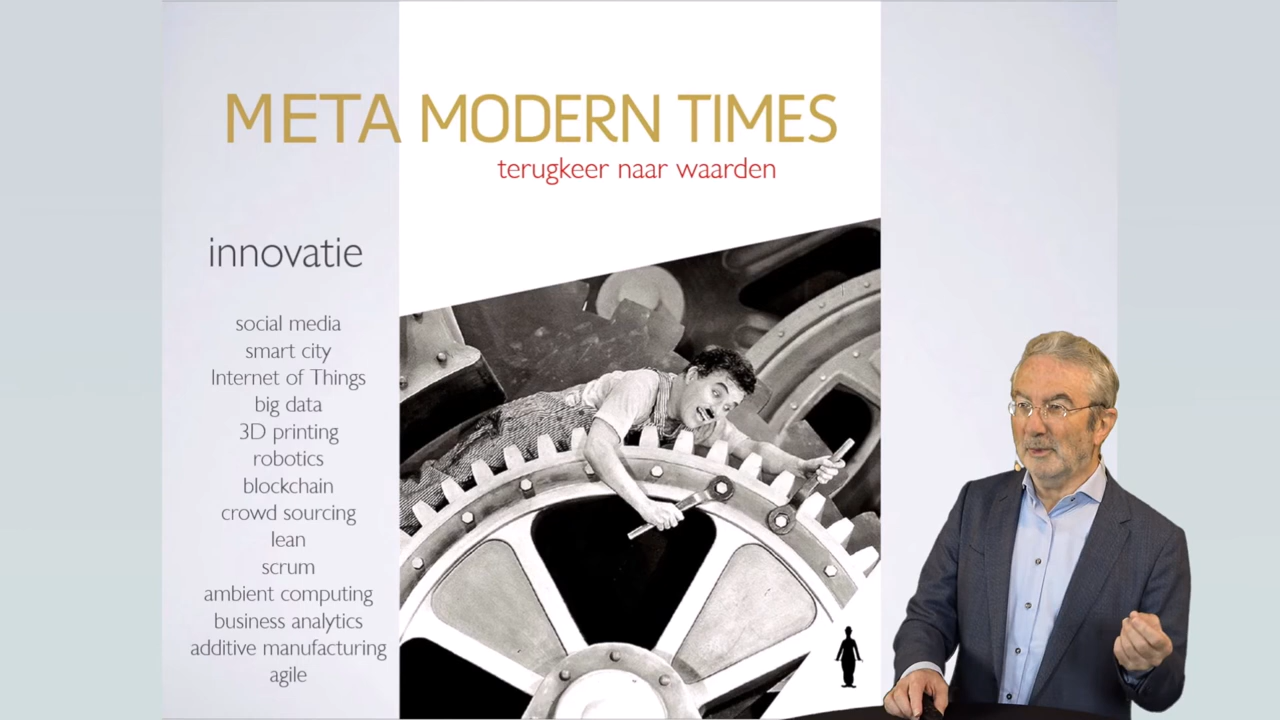 META MODERN TIMES
terugkeer naar waarden
innovatie
social media
smart city
Internet of Things
big data
3D printing
robotics
blockchain
crowd sourcing
lean
scrum
ambient computing
business analytics
additive manufacturing
agile